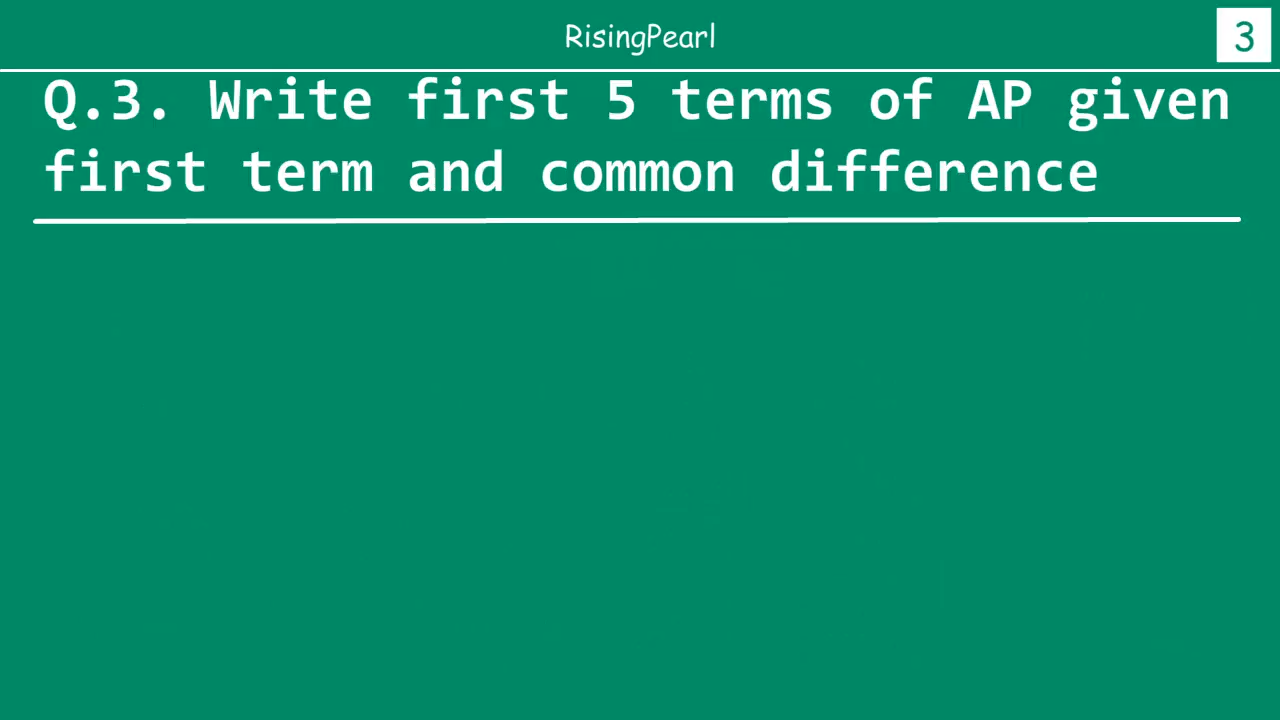 RisingPearl
3
Q.3. Write first 5 terms of AP given
first term and common difference